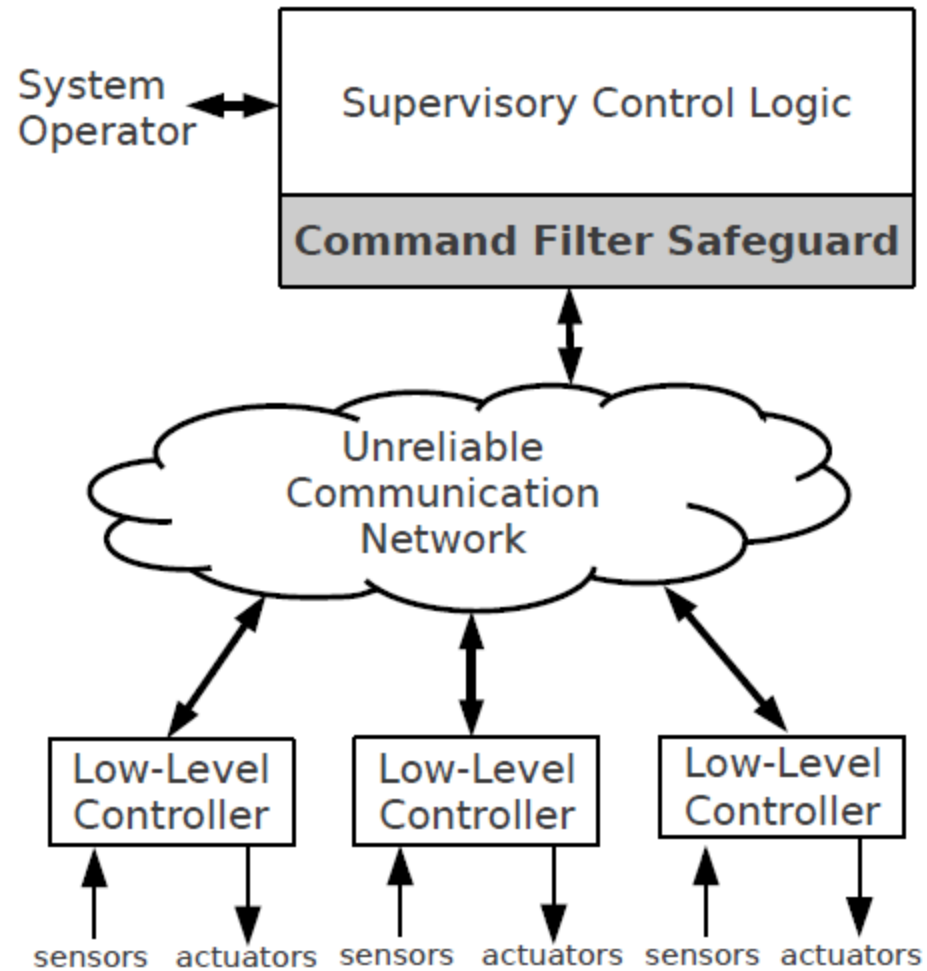 System
Operator
Supervisory Control Logic
Command Filter Safeguard
Unreliable
Communication
Network
Low-Level
Controller
Low-Level
Controller
Low-Level
Controller
sensors
actuators
sensors
actuators
sensors
actuators